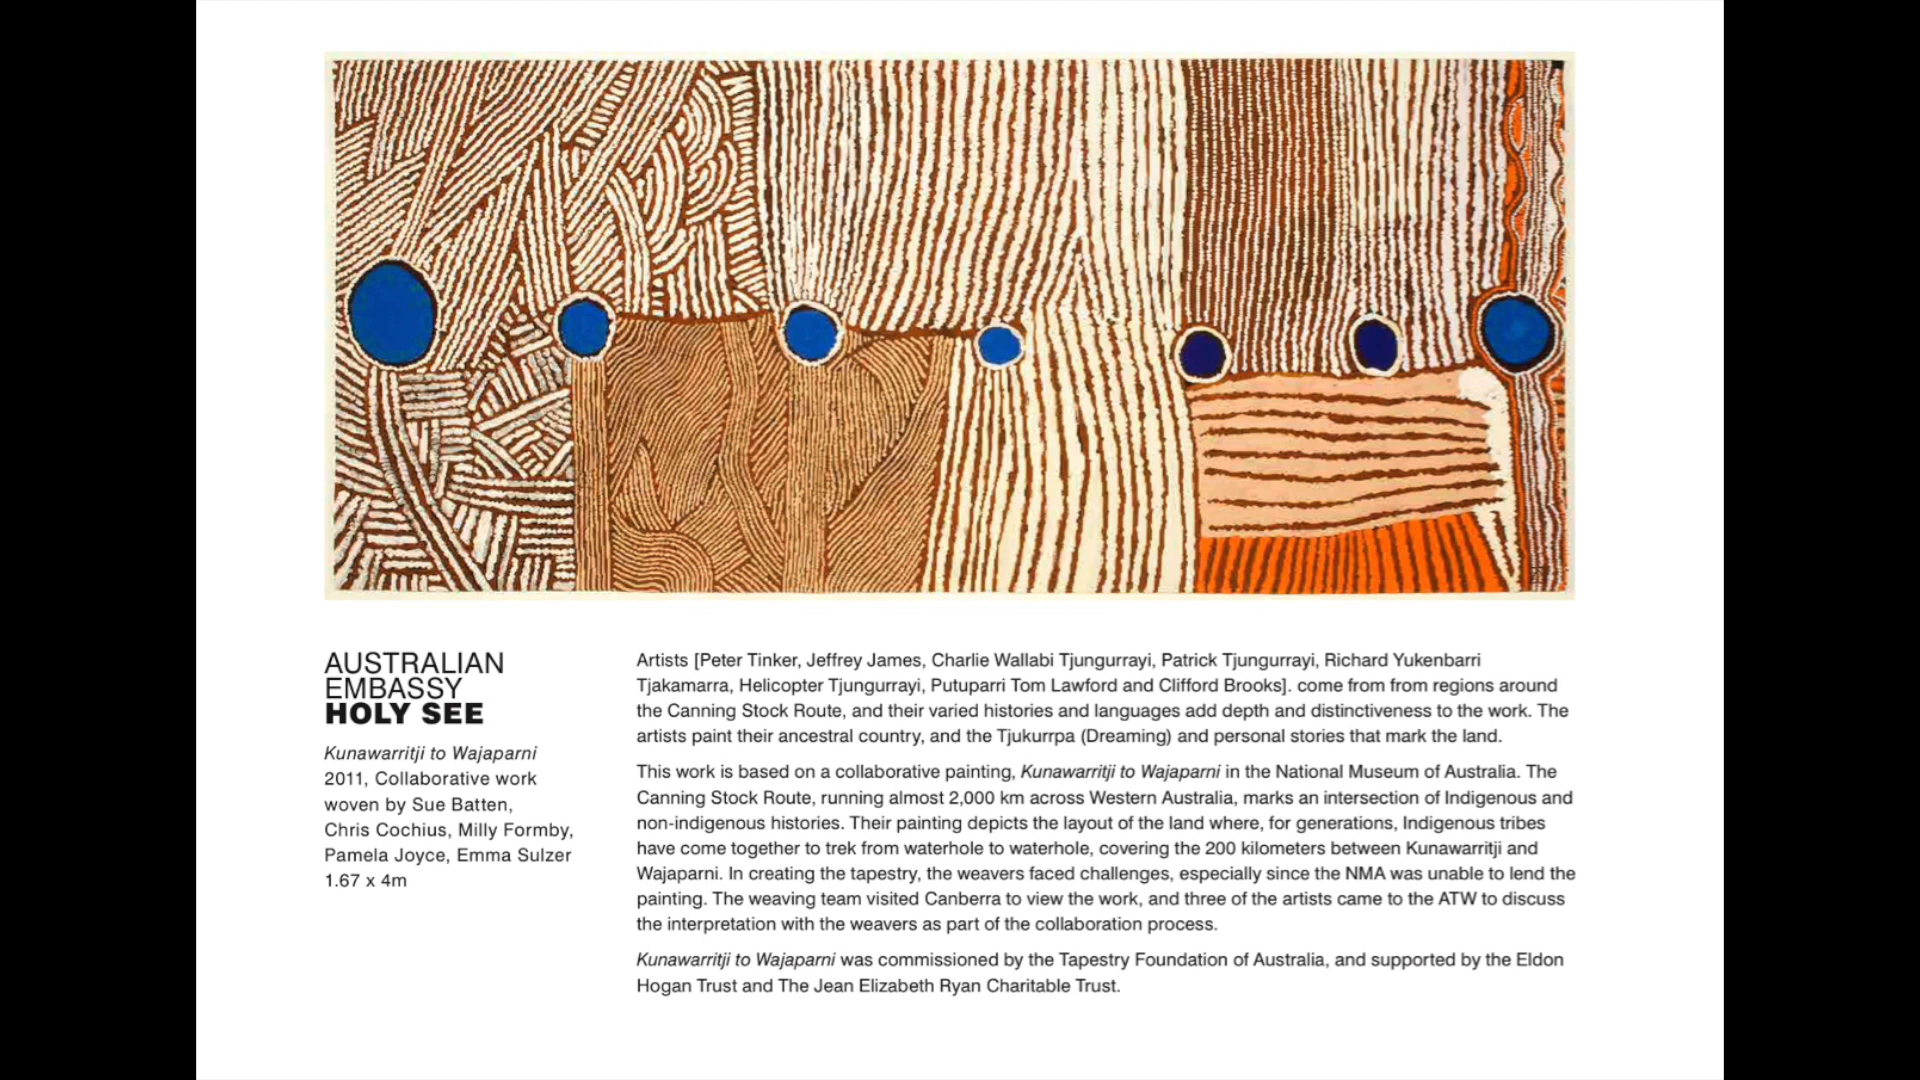 AUSTRALIAN
EMBASSY
HOLY SEE
Kunawarritji to Wajaparni
2011, Collaborative work
woven by Sue Batten,
Chris Cochius, Milly Formby,
Pamela Joyce, Emma Sulzer
1.67 x 4m
Artists [Peter Tinker, Jeffrey James, Charlie Wallabi Tjungurrayi, Patrick Tjungurrayi, Richard Yukenbarri
Tjakamarra, Helicopter Tjungurrayi, Putuparri Tom Lawford and Clifford Brooks]. come from from regions around
the Canning Stock Route, and their varied histories and languages add depth and distinctiveness to the work. The
artists paint their ancestral country, and the Tjukurrpa (Dreaming) and personal stories that mark the land.
This work is based on a collaborative painting, Kunawarritji to Wajaparni in the National Museum of Australia. The
Canning Stock Route, running almost 2,000 km across Western Australia, marks an intersection of Indigenous and
non-indigenous histories. Their painting depicts the layout of the land where, for generations, Indigenous tribes
have come together to trek from waterhole to waterhole, covering the 200 kilometers between Kunawarritji and
Wajaparni. In creating the tapestry, the weavers faced challenges, especially since the NMA was unable to lend the
painting. The weaving team visited Canberra to view the work, and three of the artists came to the ATW to discuss
the interpretation with the weavers as part of the collaboration process.
Kunawarritji to Wajaparni was commissioned by the Tapestry Foundation of Australia, and supported by the Eldon
Hogan Trust and The Jean Elizabeth Ryan Charitable Trust.